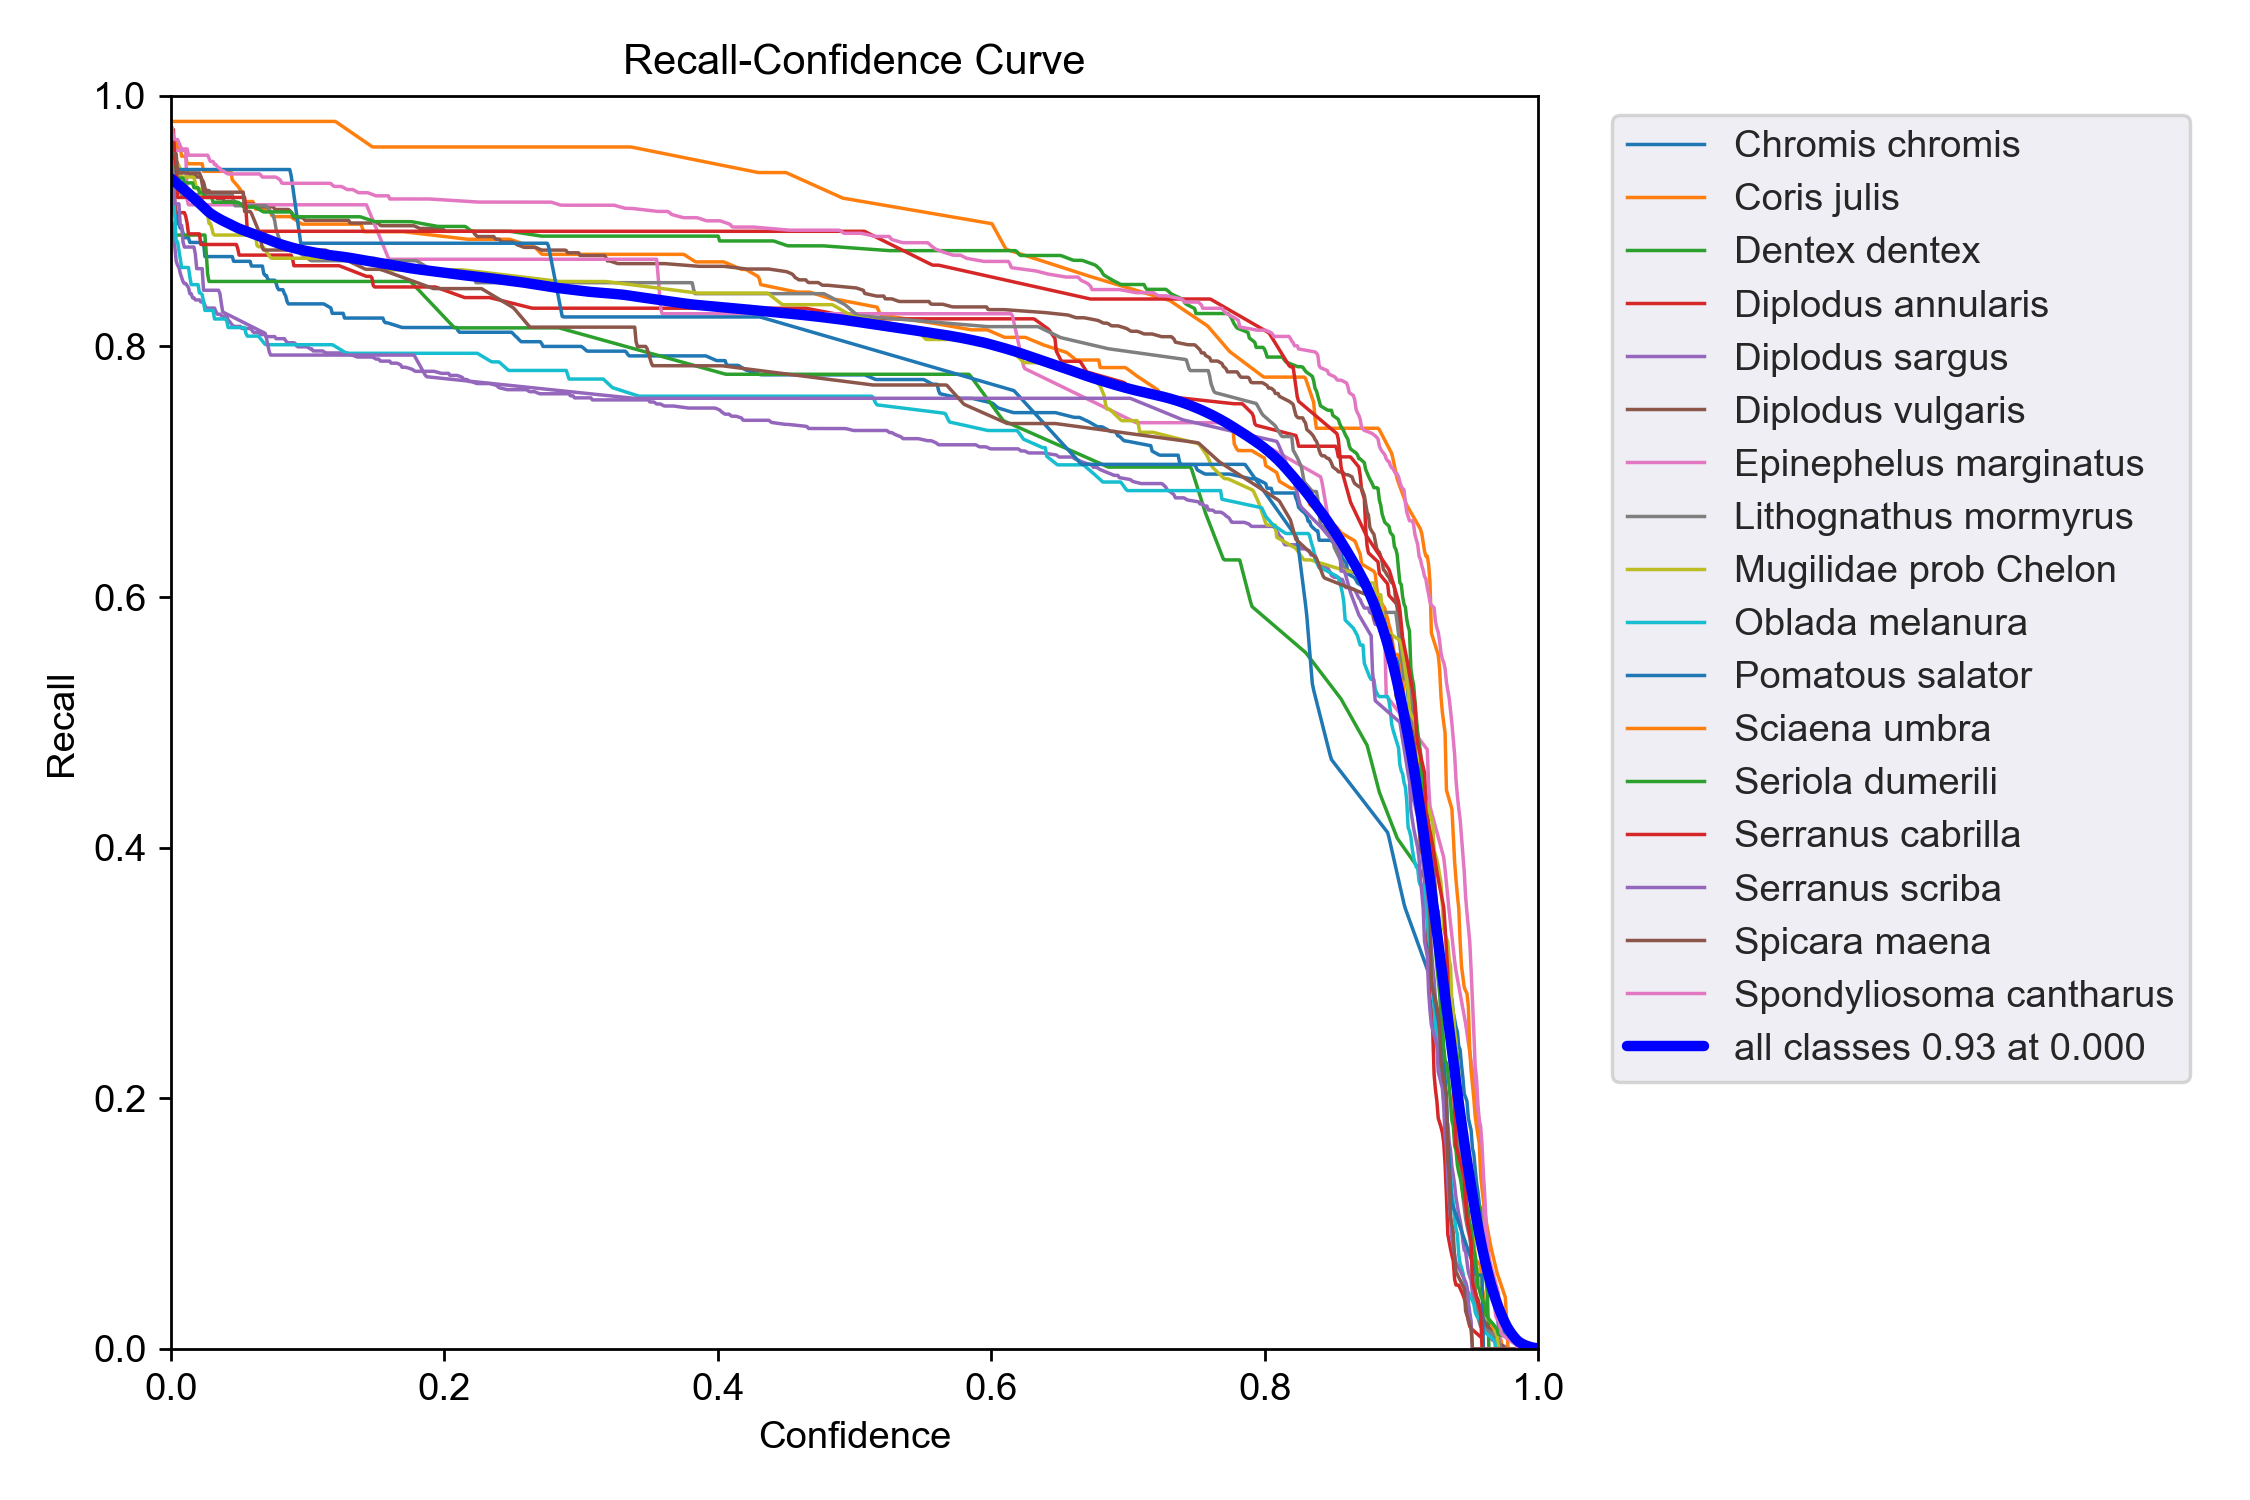 Recall-Confidence Curve
1.0
0.8
0.6
0.4
0.2
0.0
Recall
0.0 0.2 0.4 0.6 0.8 1.0
Confidence
Chromis chromis
Coris julis
Dentex dentex
Diplodus annularis
Diplodus sargus
Diplodus vulgaris
Epinephelus marginatus
Lithognathus mormyrus
Mugilidae prob Chelon
Oblada melanura
Pomatous salator
Sciaena umbra
Seriola dumerili
Serranus cabrilla
Serranus scriba
Spicara maena
Spondyliosoma cantharus
all classes 0.93 at 0.000